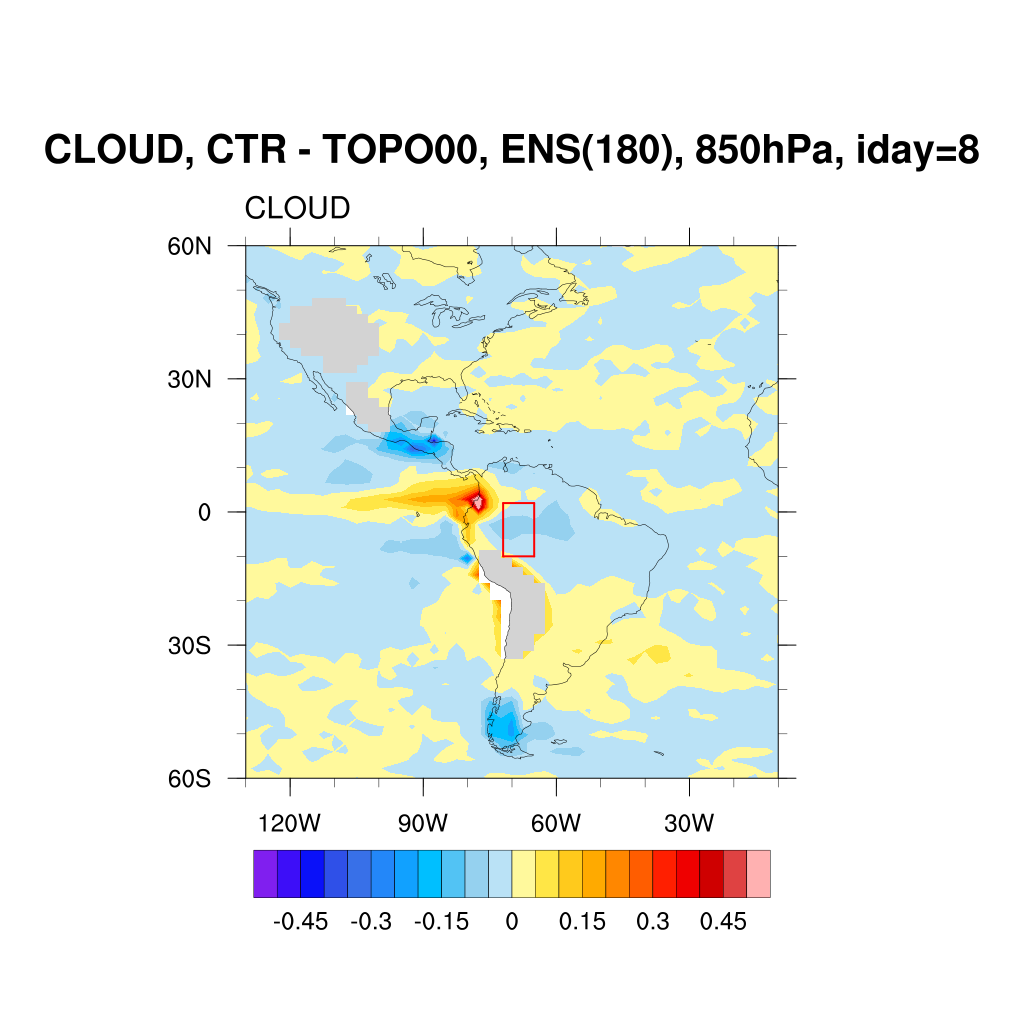 CLOUD, CTR - TOPO00, ENS(180), 850hPa, iday=8
CLOUD
60N
30N
0
30S
60S
120W 90W 60W 30W
-0.45 -0.3 -0.15 0 0.15 0.3 0.45